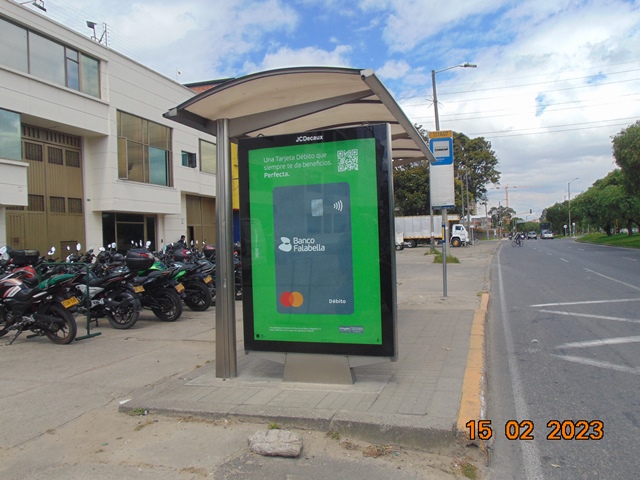 JCDecaux
Una Tarjeta Débito que
siempre te da beneficios.
Perfecta.
Banco
Falabella
Débito
15 02 2023